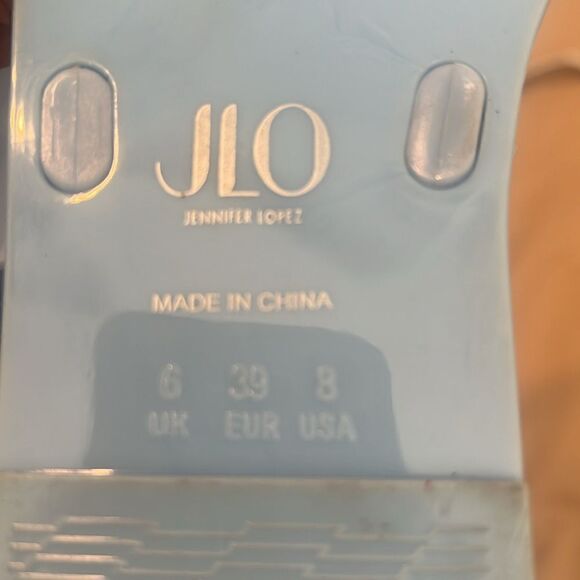 JLO
JENNIFER LOPEZ
MADE IN CHINA
6 39 8
UK EUR USA